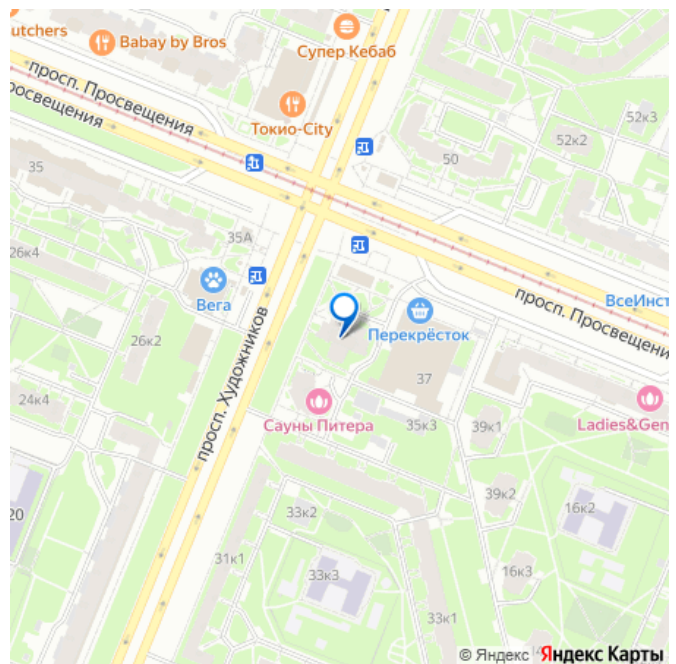 utchers
Babay by Bros
Супер Кебаб
просп. Просвещения
росвещения
Токио-City
52к3
52к2
50
35
35А
26к4
Вега
ВсеИнст
просп. Просвещени
Перекрёсток
26к2
просп. Художников
37
24к4
Сауны Питера
35к3
39к1
Ladies&Gen
39к2
16к2
20
33к2
31к1
33к3
16к3
33к1
© Яндекс
Яндекс Карты